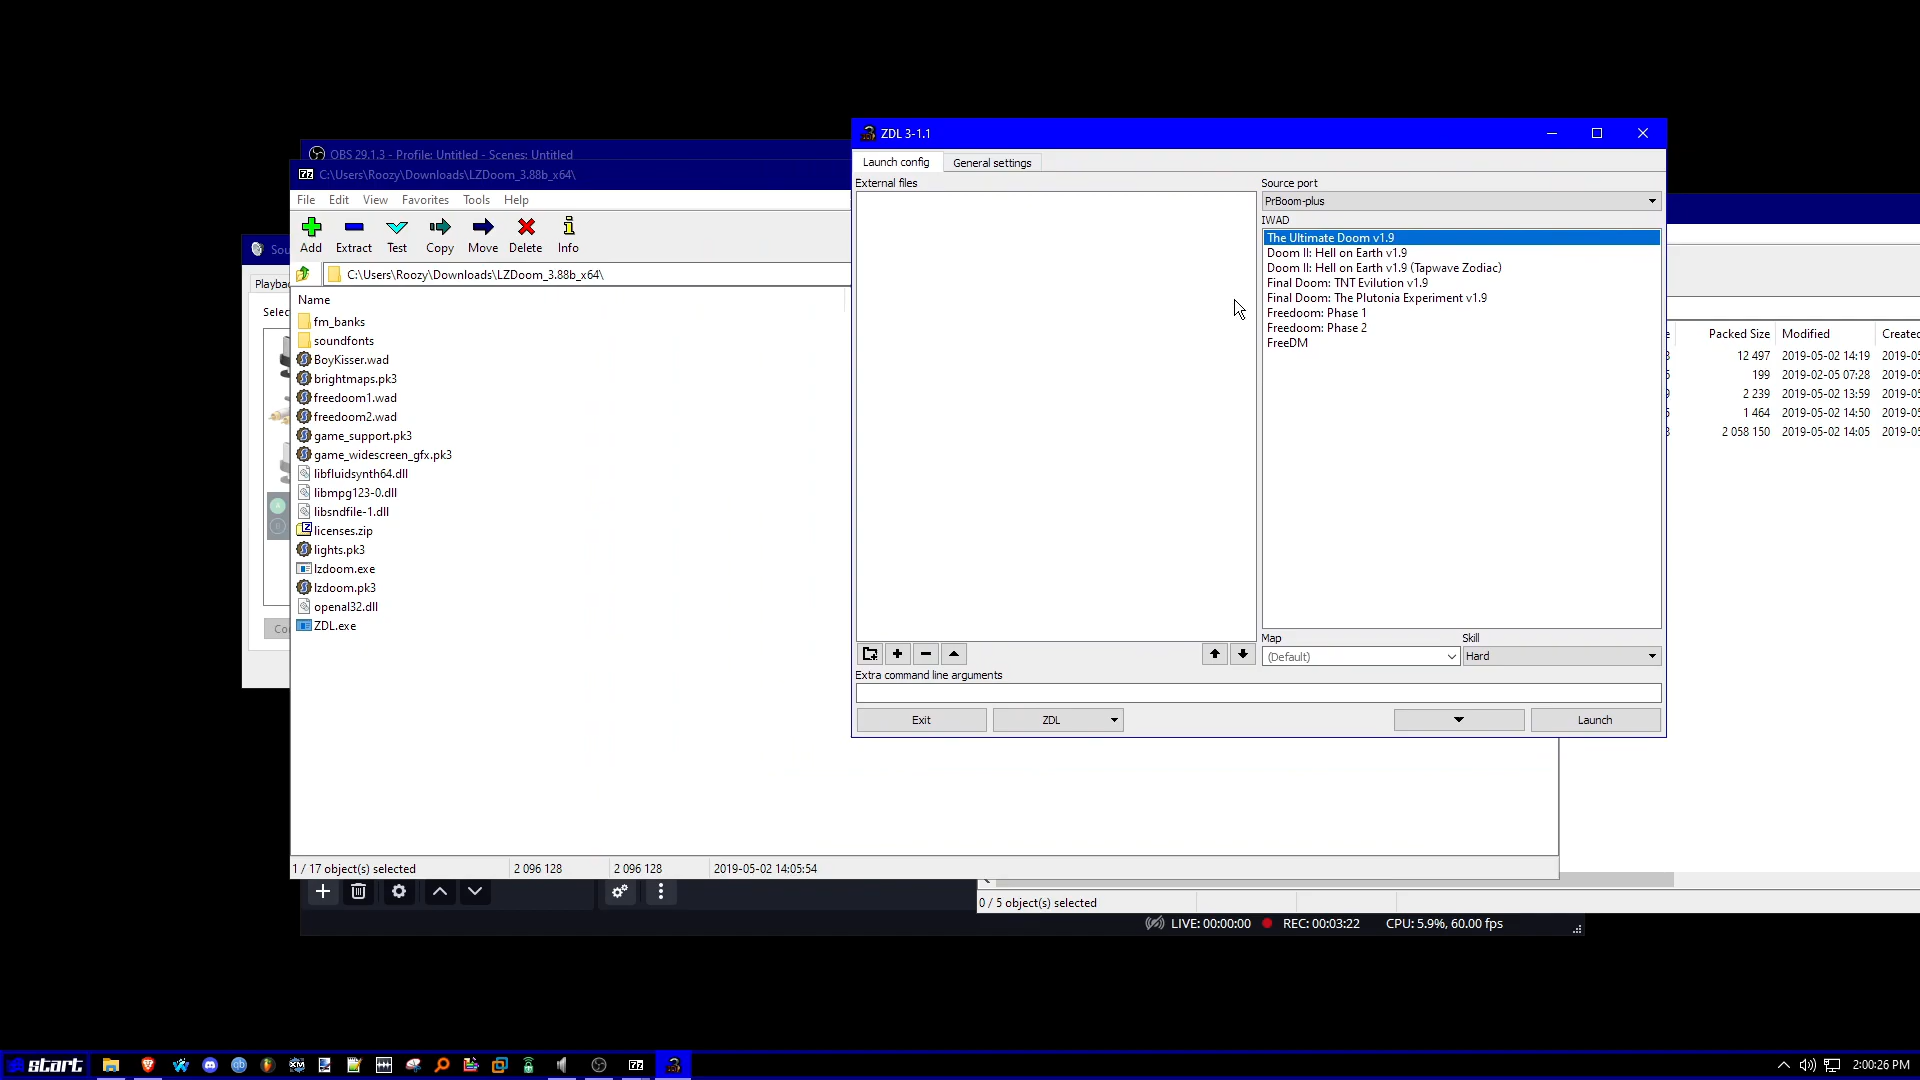 OBS 29.1.3 - Profile: Untitled - Scenes: Untitled
C:\Users\Roozy\Downloads\LZDoom_3.88b_x64\
File Edit View Favorites Tools Help
Add Extract Test Copy Move Delete Info
C:\Users\Roozy\Downloads\LZDoom_3.88b_x64\
Name
fm_banks
soundfonts
BoyKisser.wad
brightmaps.pk3
freedoom1.wad
freedoom2.wad
game_support.pk3
game_widescreen_gfx.pk3
libfluidsynth64.dll
libmpg123-0.dll
libsndfile-1.dll
licenses.zip
lights.pk3
lzdoom.exe
lzdoom.pk3
openal32.dll
ZDL.exe
1 / 17 object(s) selected 2 096 128 2 096 128 2019-05-02 14:05:54
ZDL 3-1.1
Launch config General settings
External files
Source port
PrBoom-plus
IWAD
The Ultimate Doom v1.9
Doom II: Hell on Earth v1.9
Doom II: Hell on Earth v1.9 (Tapwave Zodiac)
Final Doom: TNT Evilution v1.9
Final Doom: The Plutonia Experiment v1.9
Freedoom: Phase 1
Freedoom: Phase 2
FreeDM
Map Skill
(Default) Hard
Extra command line arguments
Exit ZDL Launch
Packed Size Modified Created
12 497 2019-05-02 14:19
199 2019-02-05 07:28
2 239 2019-05-02 13:59
1 464 2019-05-02 14:50
2 058 150 2019-05-02 14:05
0 / 5 object(s) selected
LIVE: 00:00:00 REC: 00:03:22 CPU: 5.9%, 60.00 fps
start 2:00:26 PM